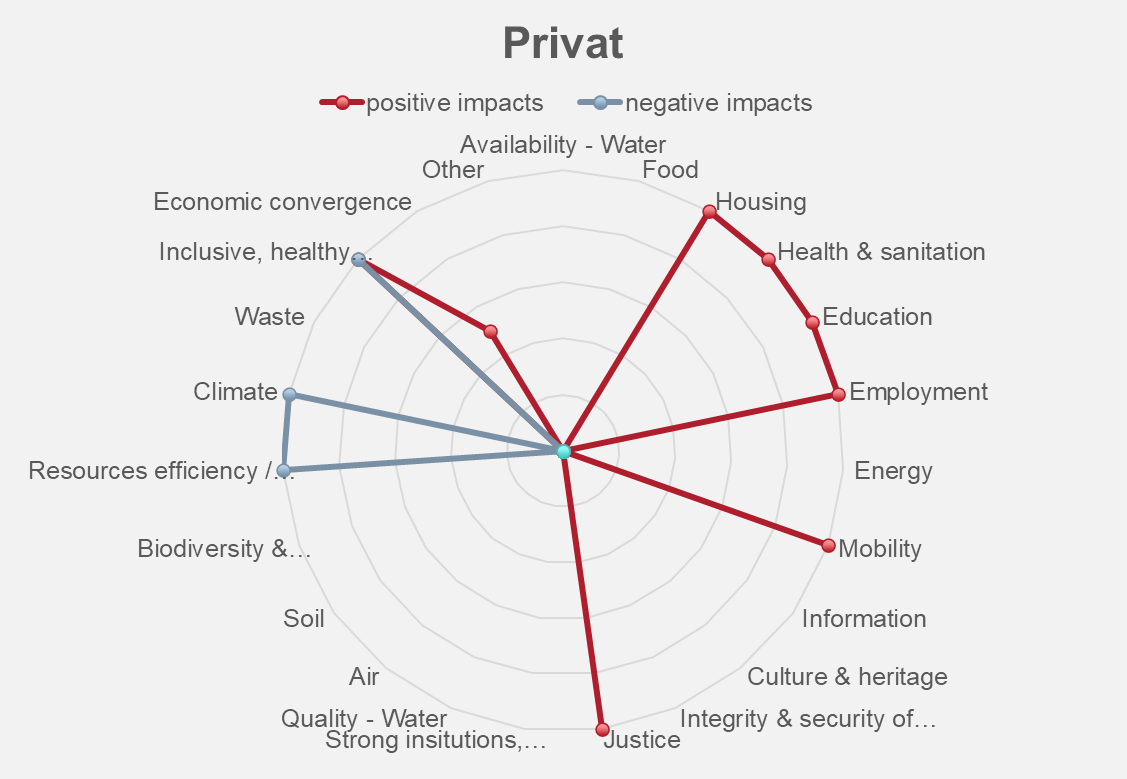 Privat
positive impacts
negative impacts
Availability - Water
Food
Housing
Health & sanitation
Education
Employment
Energy
Mobility
Information
Culture & heritage
Integrity & security of…
Justice
Strong insitutions,…
Quality - Water
Air
Soil
Biodiversity &…
Resources efficiency /…
Climate
Waste
Inclusive, healthy…
Economic convergence
Other